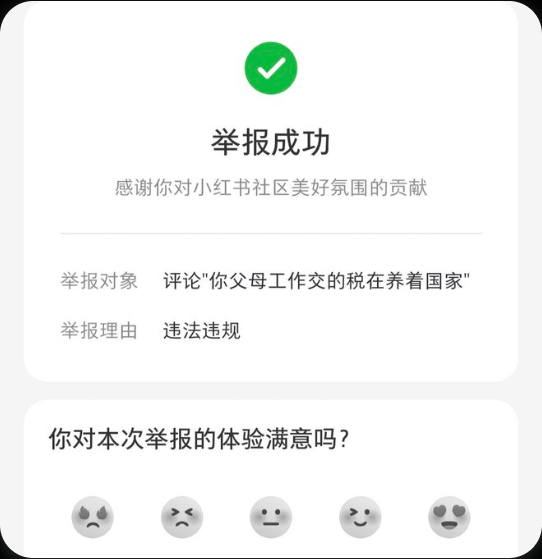 举报成功
感谢你对小红书社区美好氛围的贡献
举报对象 评论"你父母工作交的税在养着国家"
举报理由 违法违规
你对本次举报的体验满意吗?